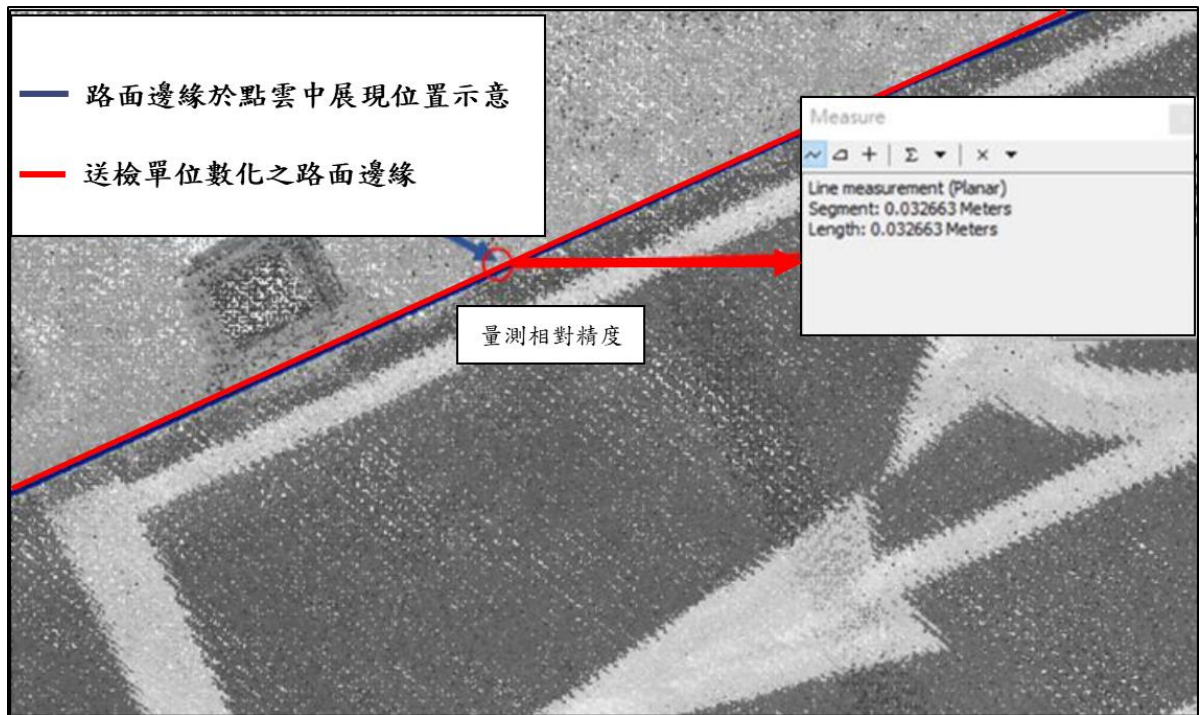 路面邊緣於點雲中展現位置示意
送檢單位數化之路面邊緣
Measure
Line measurement (Planar)
Segment: 0.032663 Meters
Length: 0.032663 Meters
量測相對精度